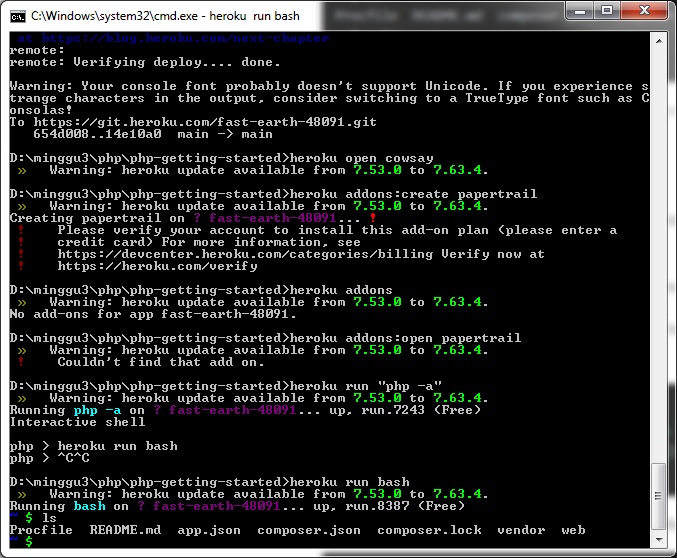 C:\Windows\system32\cmd.exe - heroku  run bash
at https://blog.heroku.com/next-chapter
remote:
remote: Verifying deploy.... done.
Warning: Your console font probably doesn't support Unicode. If you experience s
trange characters in the output, consider switching to a TrueType font such as C
onsolas!
To https://git.heroku.com/fast-earth-48091.git
654d008..14e10a0  main -> main
D:\minggu3\php\php-getting-started>heroku open cowsay
»   Warning: heroku update available from 7.53.0 to 7.63.4.
D:\minggu3\php\php-getting-started>heroku addons:create papertrail
»   Warning: heroku update available from 7.53.0 to 7.63.4.
Creating papertrail on ? fast-earth-48091... !
!    Please verify your account to install this add-on plan (please enter a
!    credit card) For more information, see
!    https://devcenter.heroku.com/categories/billing Verify now at
!    https://heroku.com/verify
D:\minggu3\php\php-getting-started>heroku addons
»   Warning: heroku update available from 7.53.0 to 7.63.4.
No add-ons for app fast-earth-48091.
D:\minggu3\php\php-getting-started>heroku addons:open papertrail
»   Warning: heroku update available from 7.53.0 to 7.63.4.
!    Couldn't find that add on.
D:\minggu3\php\php-getting-started>heroku run "php -a"
»   Warning: heroku update available from 7.53.0 to 7.63.4.
Running php -a on ? fast-earth-48091... up, run.7243 (Free)
Interactive shell
php > heroku run bash
php > ^C^C
D:\minggu3\php\php-getting-started>heroku run bash
»   Warning: heroku update available from 7.53.0 to 7.63.4.
Running bash on ? fast-earth-48091... up, run.8387 (Free)
~ $ ls
Procfile  README.md  app.json  composer.json  composer.lock  vendor  web
~ $